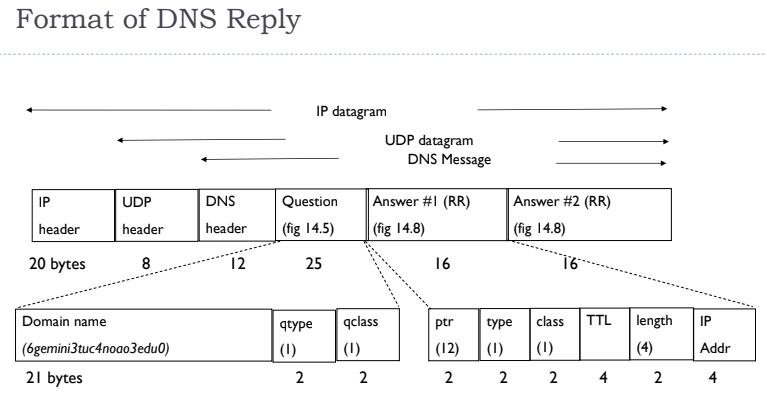 Format of DNS Reply
IP datagram
UDP datagram
DNS Message
IP header
UDP header
DNS header
Question (fig 14.5)
Answer #1 (RR) (fig 14.8)
Answer #2 (RR) (fig 14.8)
20 bytes 8 12 25 16 16
Domain name (6gemini3tuc4noao3edu0)
qtype (1)
qclass (1)
ptr (12)
type (1)
class (1)
TTL
length (4)
IP Addr
21 bytes 2 2 2 2 2 4 2 4